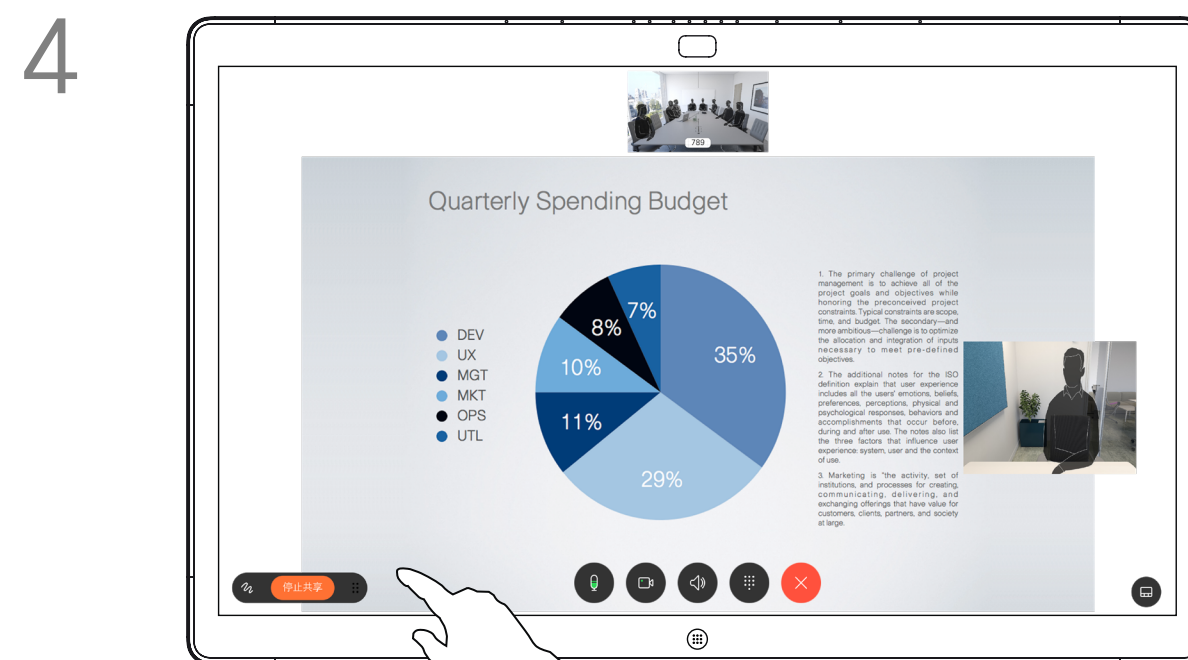 4
789
Quarterly Spending Budget
DEV
UX
MGT
MKT
OPS
UTL
7%
8%
35%
10%
11%
29%
1. The primary challenge of project
management is to achieve all of the
project goals and objectives while
honoring the preconceived project
constraints. Typical constraints are scope,
time, and budget. The secondary—and
more ambitious—challenge is to optimize
the allocation and integration of inputs
necessary to meet pre-defined
objectives.
2. The additional notes for the ISO
definition explain that user experience
includes all the users' emotions, beliefs,
preferences, perceptions, physical and
psychological responses, behaviors and
accomplishments that occur before,
during and after use. The notes also list
the three factors that influence user
experience: system, user and the context
of use.
3. Marketing is "the activity, set of
institutions, and processes for creating,
communicating, delivering, and
exchanging offerings that have value for
customers, clients, partners, and society
at large.
停止共享